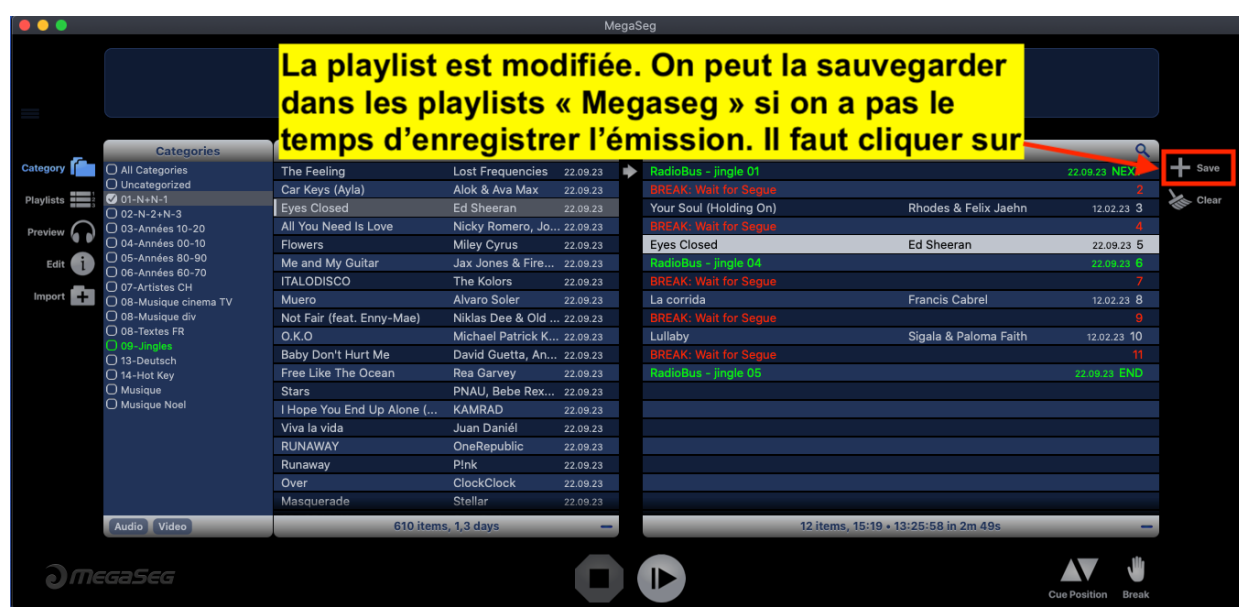 MegaSeg
La playlist est modifiée. On peut la sauvegarder
dans les playlists « Megaseg » si on a pas le
temps d'enregistrer l'émission. Il faut cliquer sur
Category
Playlists
Preview
Edit
Import
Categories
All Categories
Uncategorized
01-N+N-1
02-N-2+N-3
03-Années 10-20
04-Années 00-10
05-Années 80-90
06-Années 60-70
07-Artistes CH
08-Musique cinema TV
08-Musique div
08-Textes FR
09-Jingles
13-Deutsch
14-Hot Key
Musique
Musique Noel
Audio Video
The Feeling Lost Frequencies 22.09.23
Car Keys (Ayla) Alok & Ava Max 22.09.23
Eyes Closed Ed Sheeran 22.09.23
All You Need Is Love Nicky Romero, Jo... 22.09.23
Flowers Miley Cyrus 22.09.23
Me and My Guitar Jax Jones & Fire... 22.09.23
ITALODISCO The Kolors 22.09.23
Muero Alvaro Soler 22.09.23
Not Fair (feat. Enny-Mae) Niklas Dee & Old ... 22.09.23
O.K.O Michael Patrick K... 22.09.23
Baby Don't Hurt Me David Guetta, An... 22.09.23
Free Like The Ocean Rea Garvey 22.09.23
Stars PNAU, Bebe Rex... 22.09.23
I Hope You End Up Alone (... KAMRAD 22.09.23
Viva la vida Juan Daniél 22.09.23
RUNAWAY OneRepublic 22.09.23
Runaway P!nk 22.09.23
Over ClockClock 22.09.23
Masquerade Stellar 22.09.23
610 items, 1,3 days
RadioBus - jingle 01 22.09.23
BREAK: Wait for Segue 2
Your Soul (Holding On) Rhodes & Felix Jaehn 12.02.23 3
BREAK: Wait for Segue 4
Eyes Closed Ed Sheeran 22.09.23 5
RadioBus - jingle 04 22.09.23 6
BREAK: Wait for Segue 7
La corrida Francis Cabrel 12.02.23 8
BREAK: Wait for Segue 9
Lullaby Sigala & Paloma Faith 12.02.23 10
BREAK: Wait for Segue 11
RadioBus - jingle 05 22.09.23 END
12 items, 15:19 • 13:25:58 in 2m 49s
Save
Clear
MEGASEG
Cue Position Break